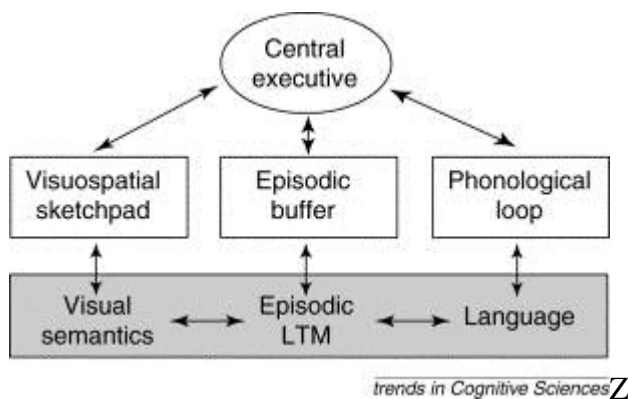 Central
executive
Visuospatial
sketchpad
Episodic
buffer
Phonological
loop
Visual
semantics
Episodic
LTM
Language
trends in Cognitive Sciences
Z